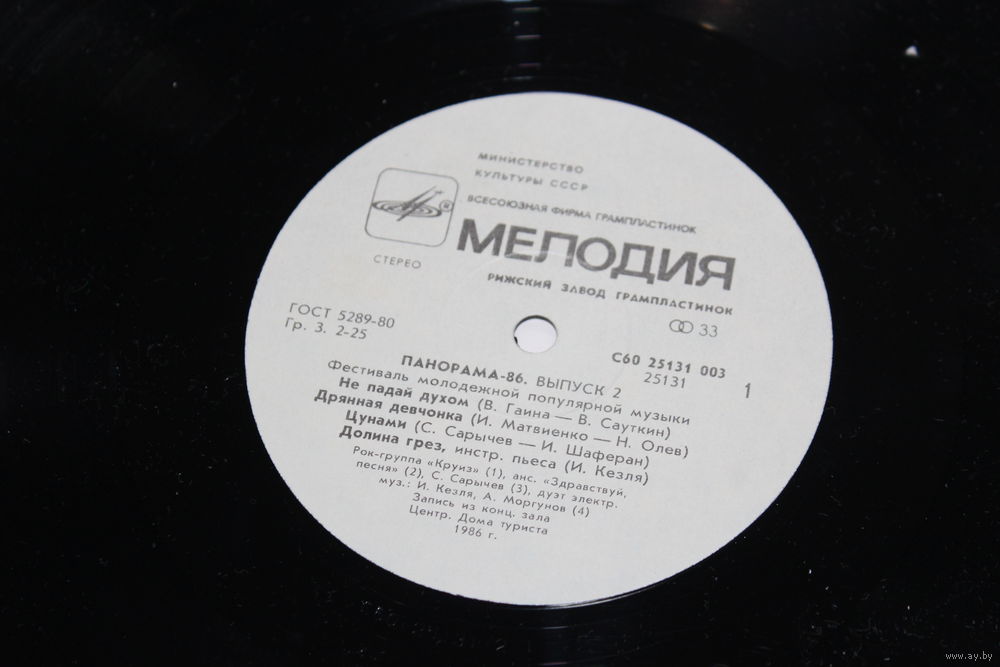 МИНИСТЕРСТВО
КУЛЬТУРЫ СССР
ВСЕСОЮЗНАЯ ФИРМА ГРАМПЛАСТИНОК
МЕЛОДИЯ
РИЖСКИЙ ЗАВОД ГРАМПЛАСТИНОК
СТЕРЕО
33
ГОСТ 5289-80
Гр. 3. 2-25
С60 25131 003
25131
1
ПАНОРАМА-86. ВЫПУСК 2
Фестиваль молодежной популярной музыки
Не падай духом (В. Гаина — В. Сауткин)
Дрянная девчонка (И. Матвиенко — Н. Олев)
Цунами (С. Сарычев — И. Шаферан)
Долина грез, инстр. пьеса (И. Кезля)
Рок-группа «Круиз» (1), анс. «Здравствуй,
песня» (2), С. Сарычев (3), дуэт электр.
муз.: И. Кезля, А. Моргунов (4)
Запись из конц. зала
Центр. Дома туриста
1986 г.
www.ay.by